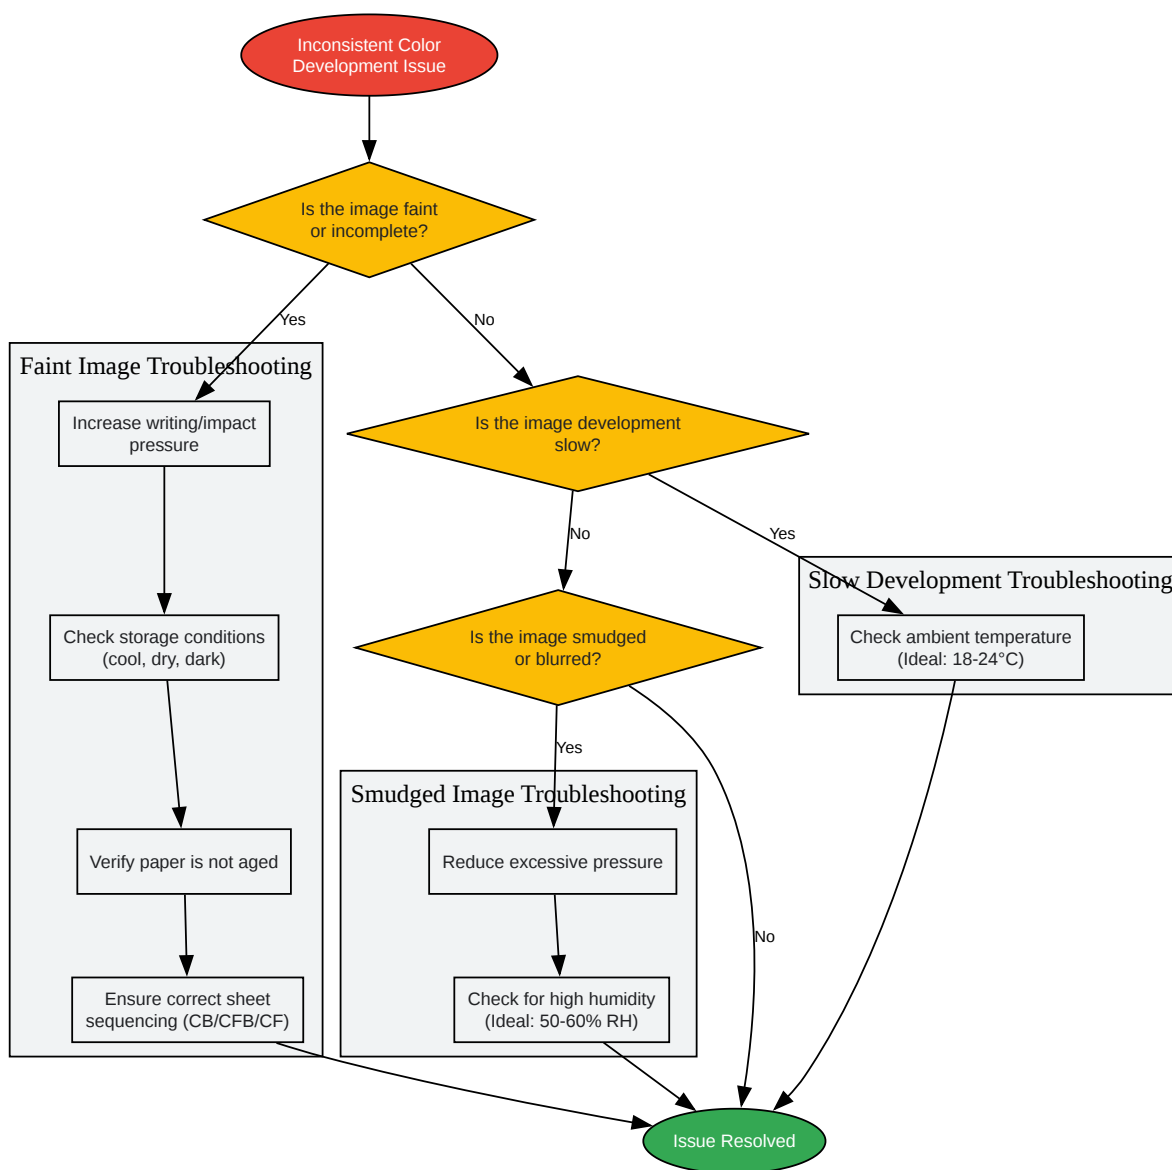 Inconsistent Color
Development Issue
Is the image faint
or incomplete?
Yes
No
Faint Image Troubleshooting
Increase writing/impact
pressure
Check storage conditions
(cool, dry, dark)
Verify paper is not aged
Ensure correct sheet
sequencing (CB/CFB/CF)
Is the image development
slow?
No
Yes
Slow Development Troubleshooting
Check ambient temperature
(Ideal: 18-24°C)
Is the image smudged
or blurred?
Yes
No
Smudged Image Troubleshooting
Reduce excessive pressure
Check for high humidity
(Ideal: 50-60% RH)
Issue Resolved